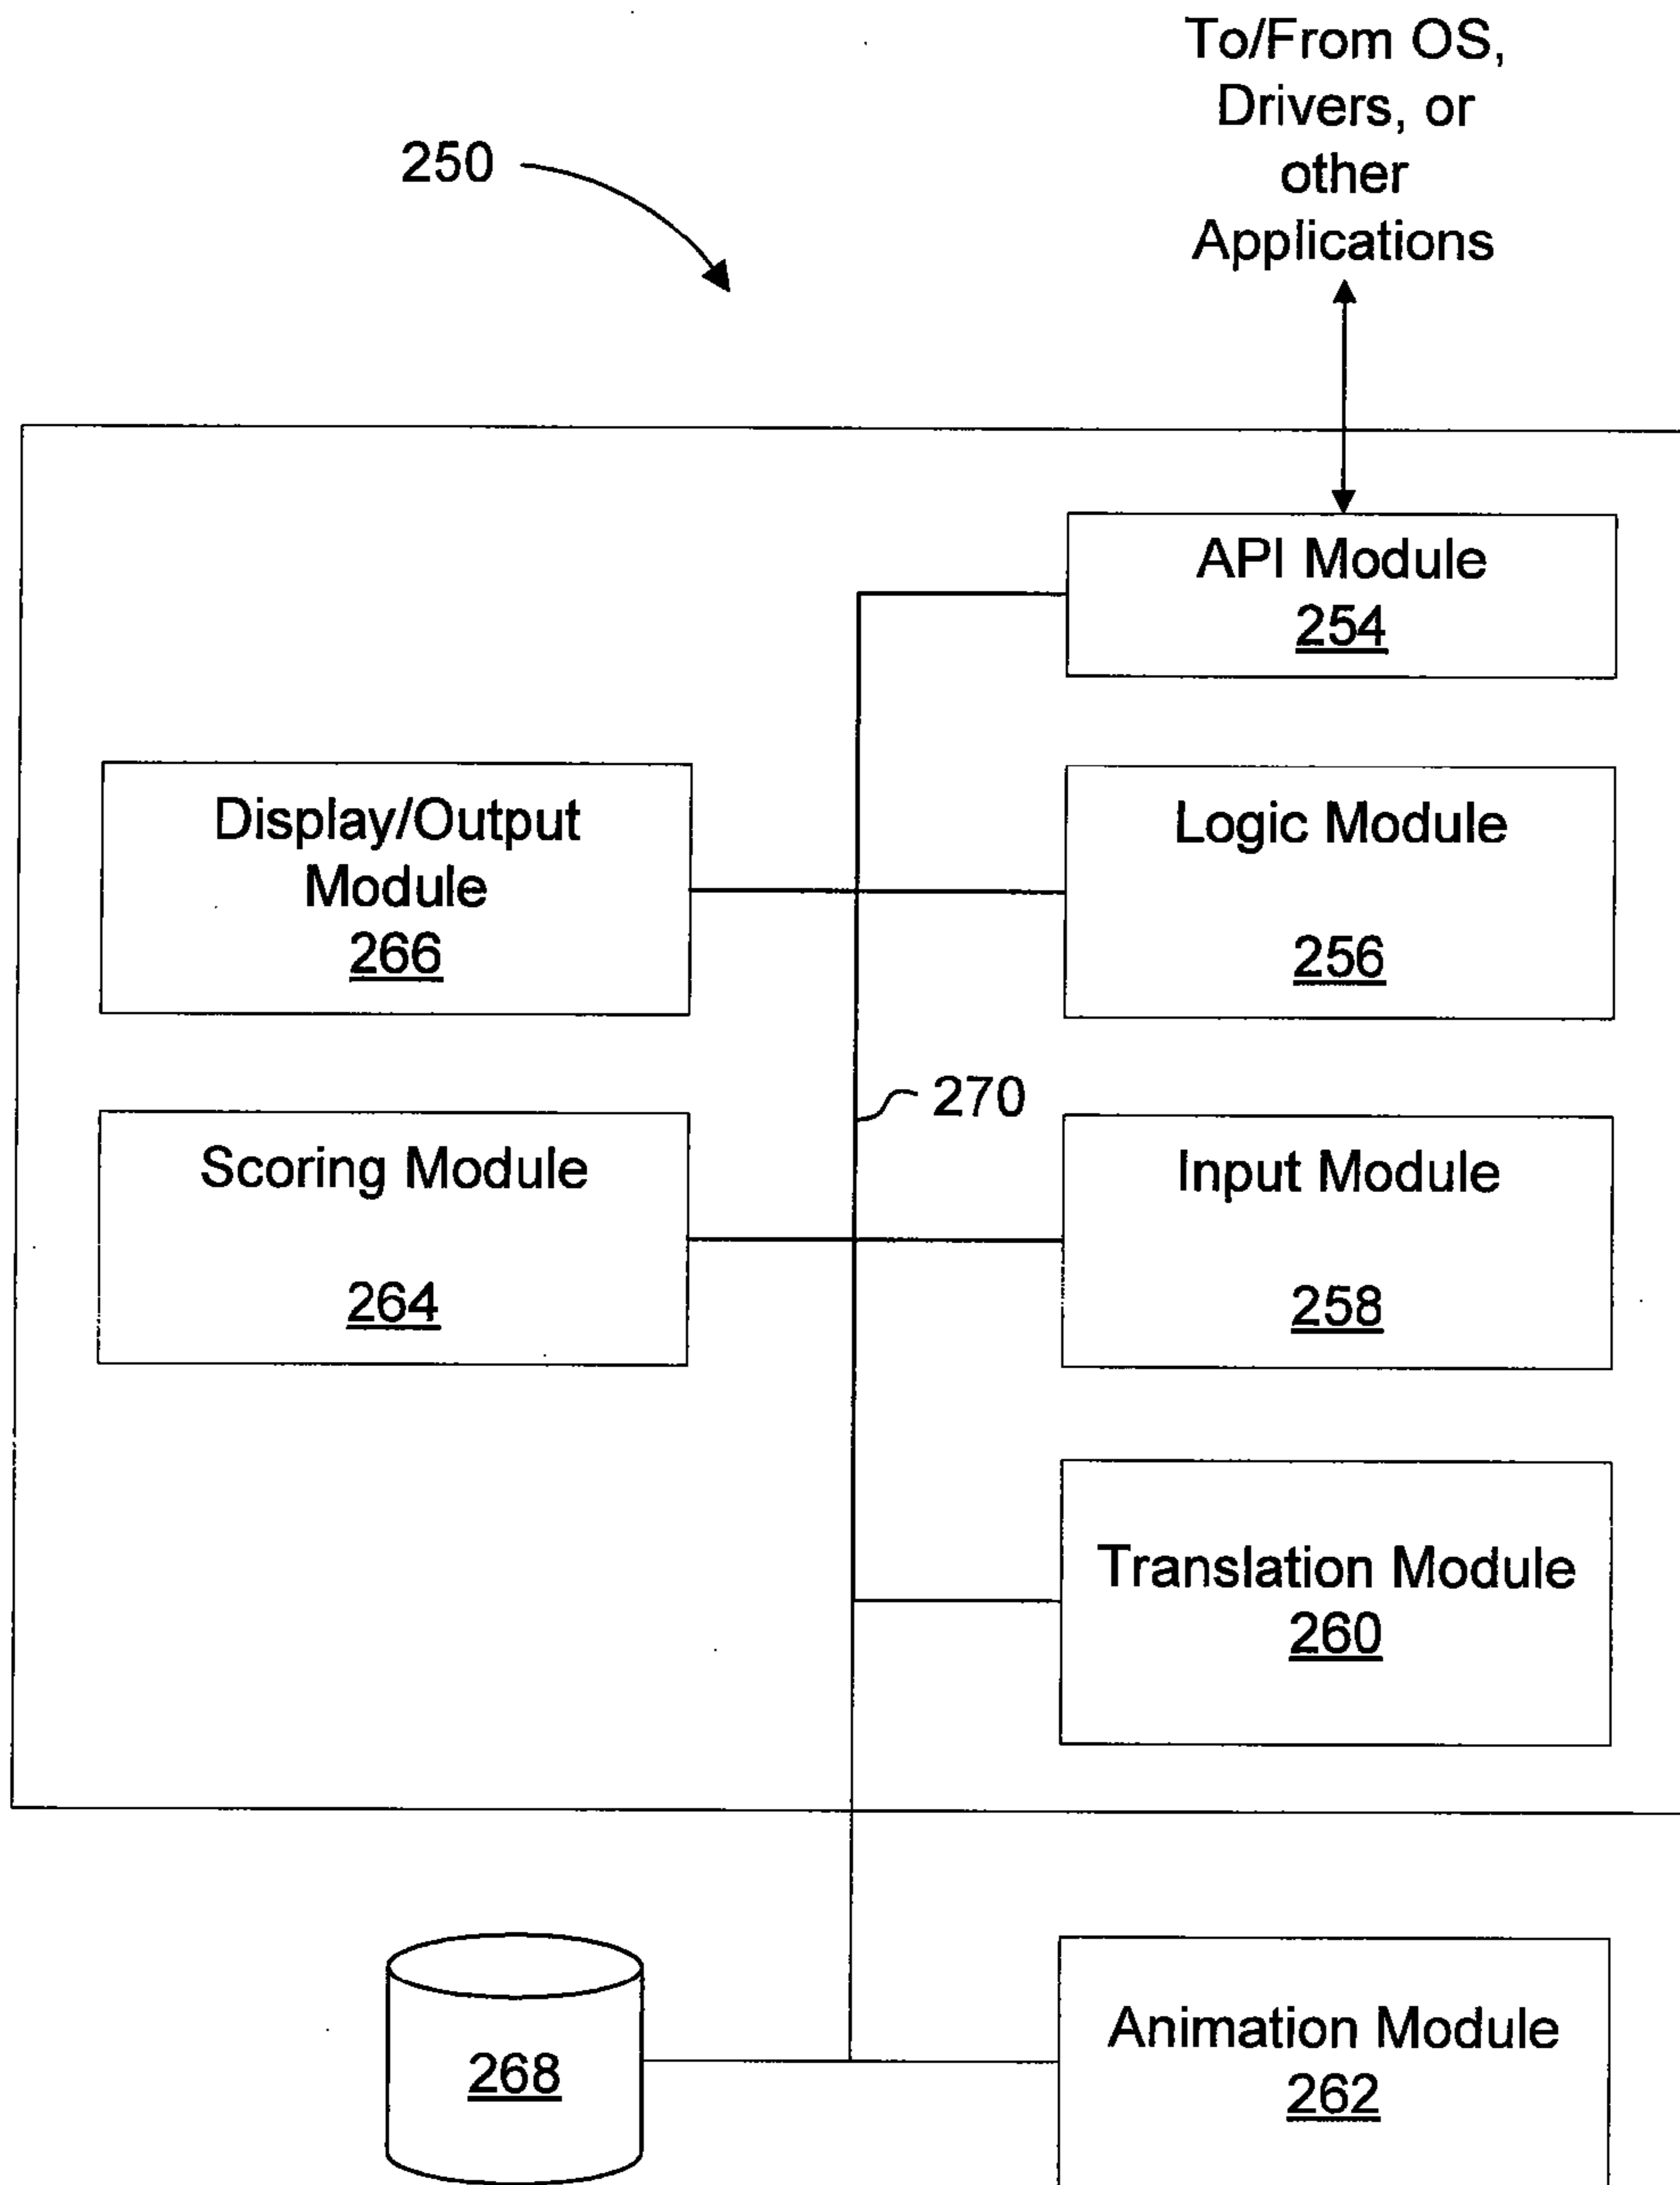 To/From OS,
Drivers, or
other
Applications
250
API Module
254
Display/Output
Module
266
Logic Module
256
270
Scoring Module
264
Input Module
258
Translation Module
260
268
Animation Module
262